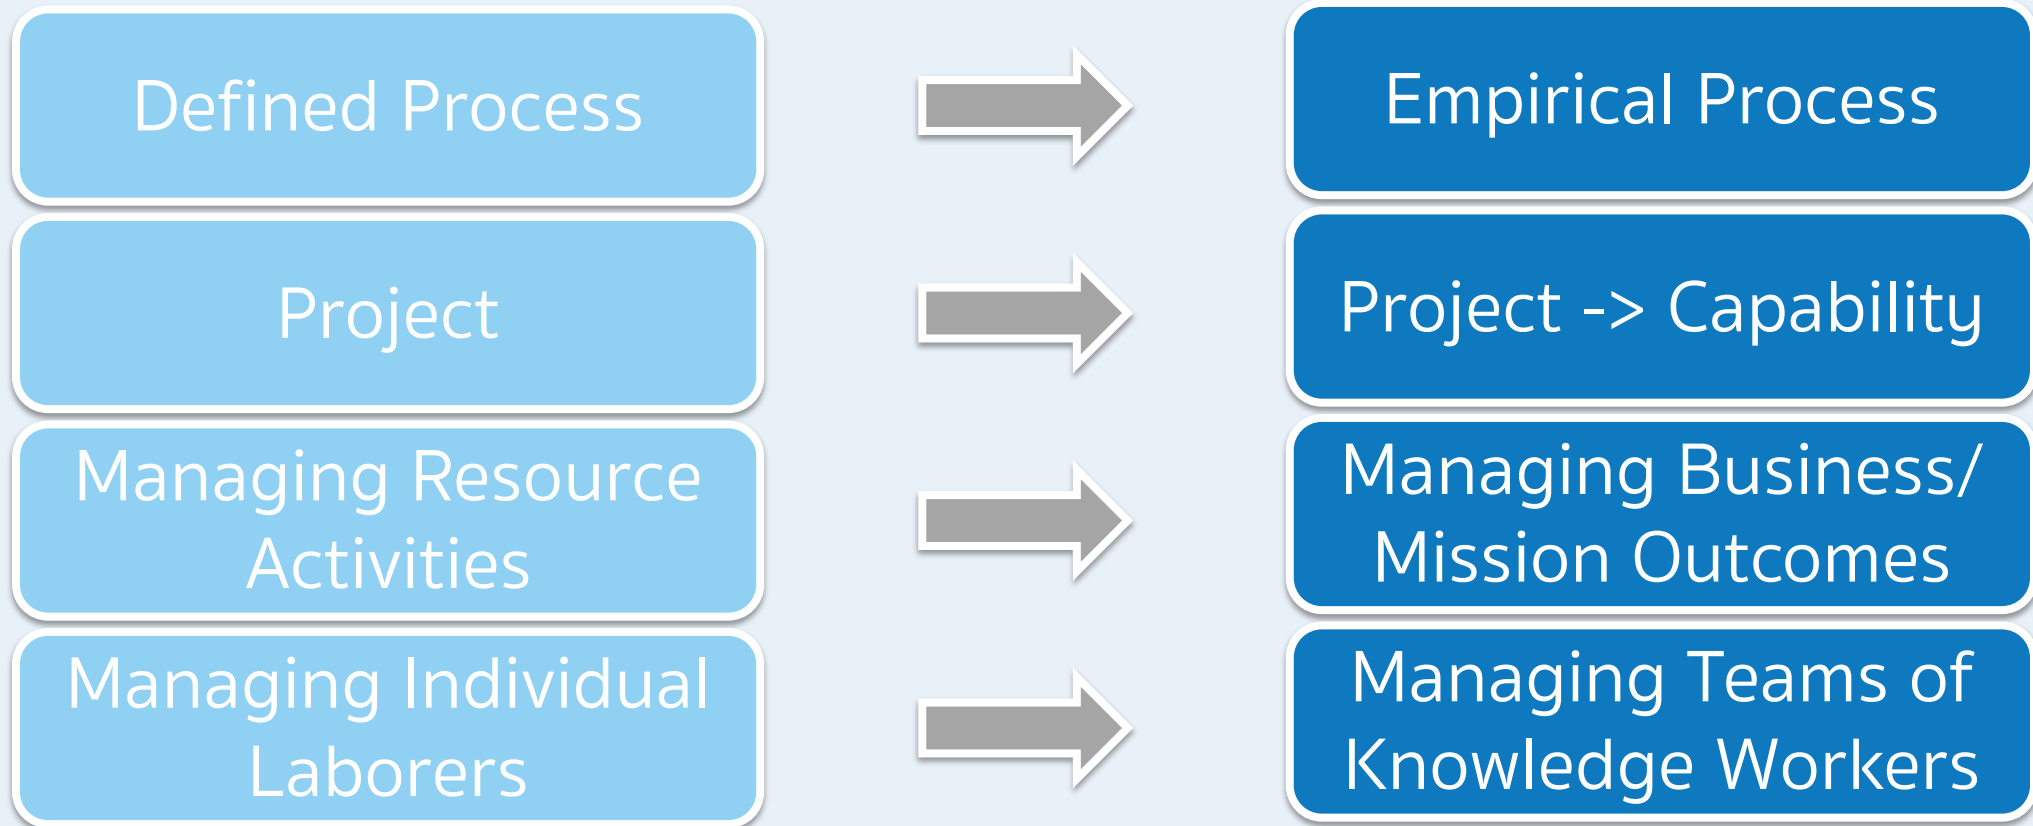 Defined Process
Empirical Process
Project
Project -> Capability
Managing Resource
Activities
Managing Business/
Mission Outcomes
Managing Individual
Laborers
Managing Teams of
Knowledge Workers